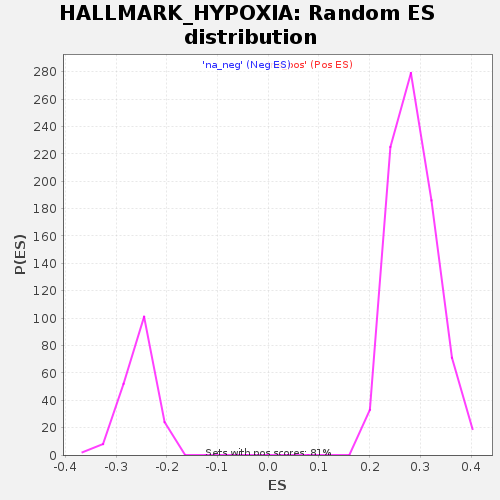 HALLMARK_HYPOXIA: Random ES
distribution
'na_neg' (Neg ES) pos' (Pos ES)
P(ES)
280
260
240
220
200
180
160
140
120
100
80
60
40
20
0
Sets with pos scores: 81%
-0.4 -0.3 -0.2 -0.1 0.0 0.1 0.2 0.3 0.4
ES